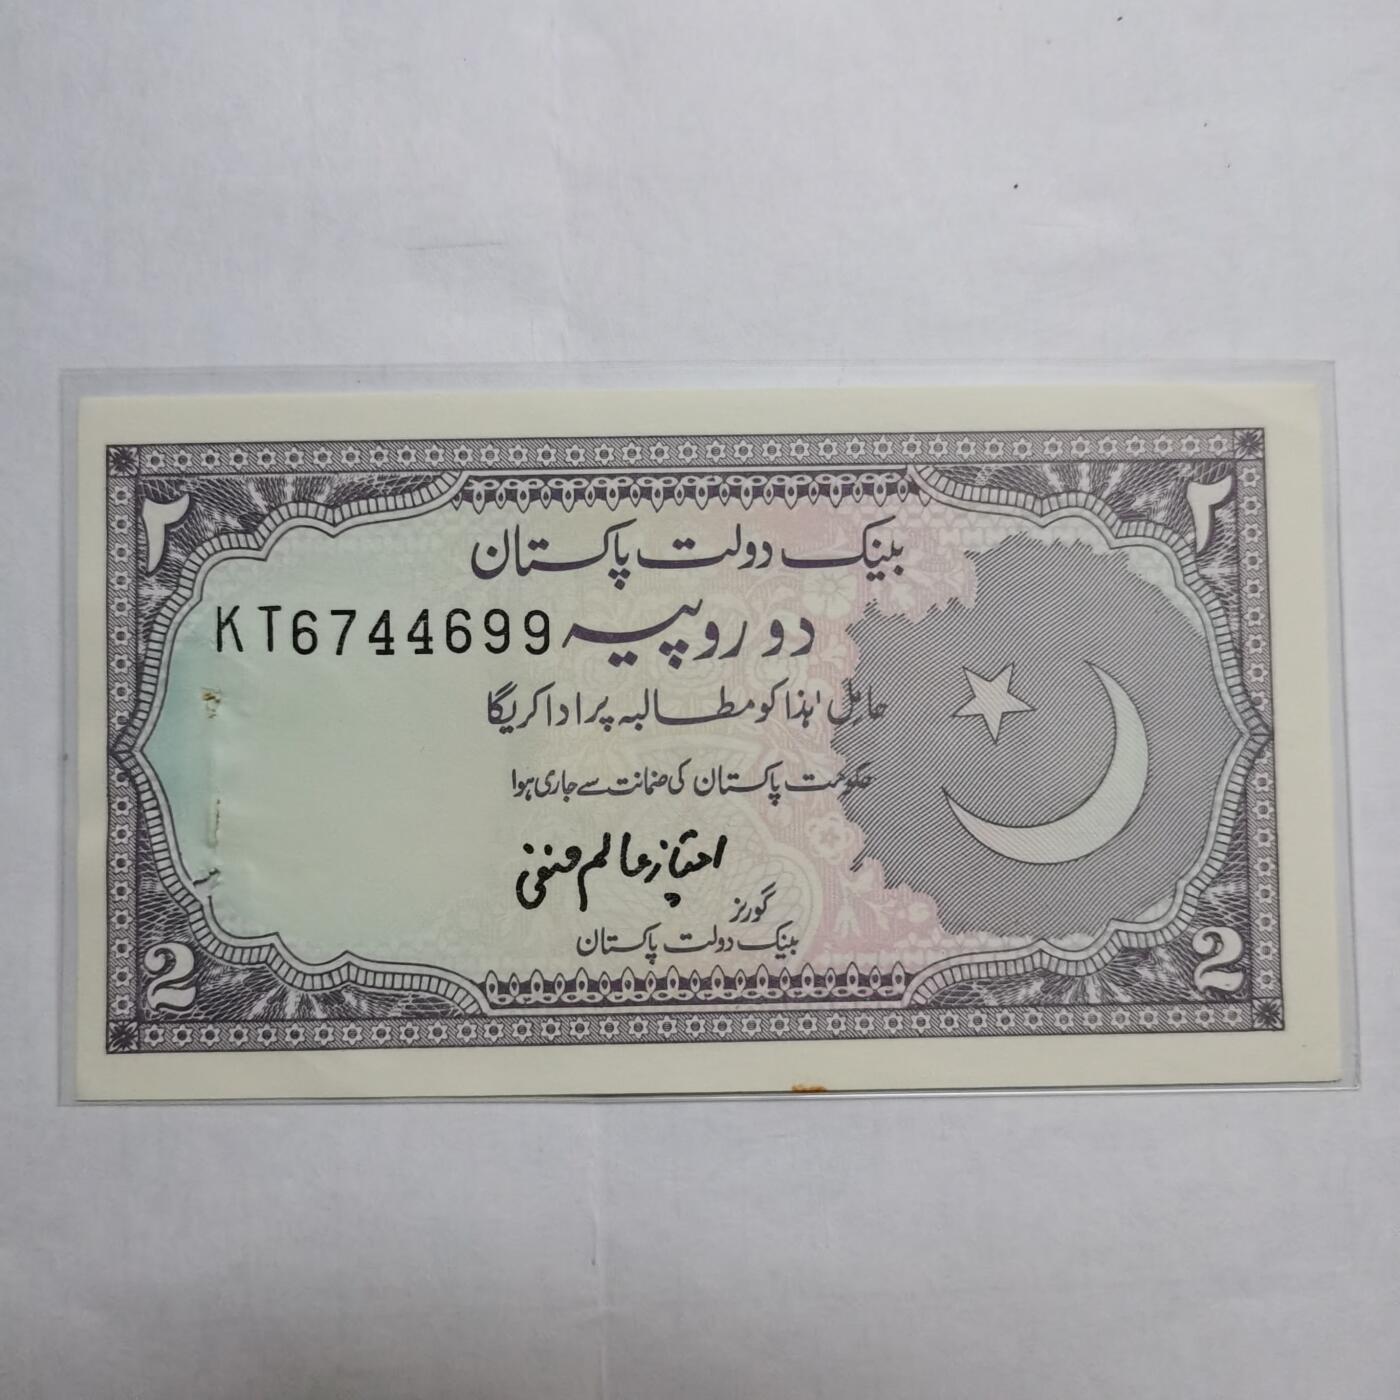 ۲ ۲
بینک دولت پاکستان
دو روپیہ KT6744699
حاملِ ہٰذا کو مطالبہ پر ادا کریگا
حکومت پاکستان کی ضمانت سے جاری ہوا
امتیاز عالم حنفی
گورنر
بینک دولت پاکستان
2 2